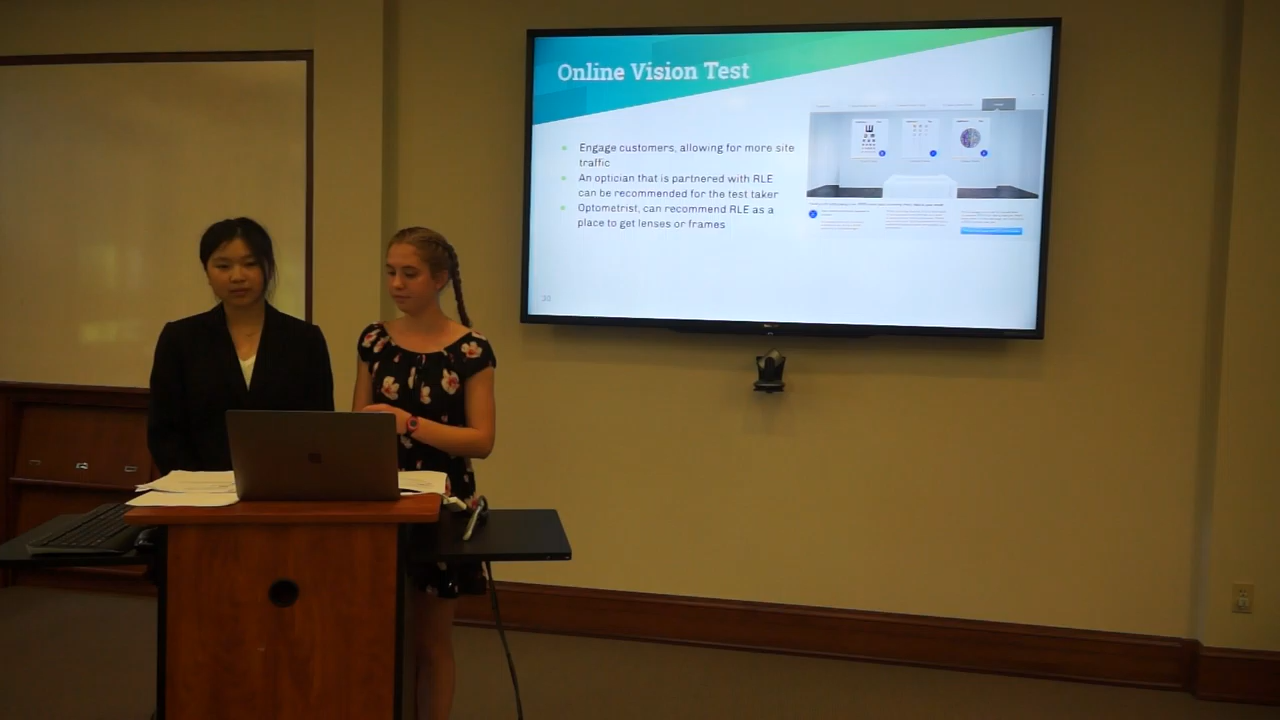 Online Vision Test
Engage customers, allowing for more site
traffic
An optician that is partnered with RLE
can be recommended for the test taker
Optometrist, can recommend RLE as a
place to get lenses or frames
30